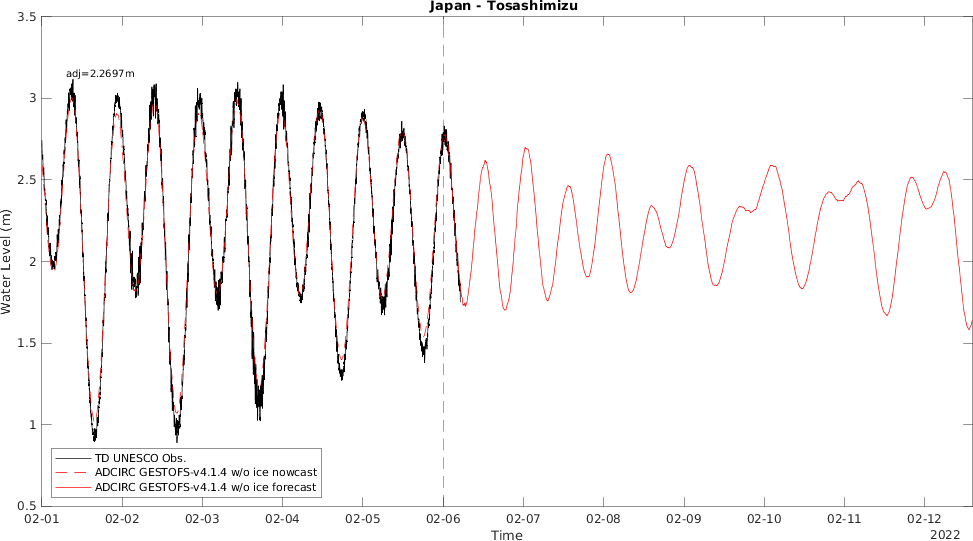 Japan - Tosashimizu
3.5
adj=2.2697m
3
2.5
2
1.5
1
0.5
Water Level (m)
TD UNESCO Obs.
ADCIRC GESTOFS-v4.1.4 w/o ice nowcast
ADCIRC GESTOFS-v4.1.4 w/o ice forecast
02-01 02-02 02-03 02-04 02-05 02-06 02-07 02-08 02-09 02-10 02-11 02-12
Time
2022